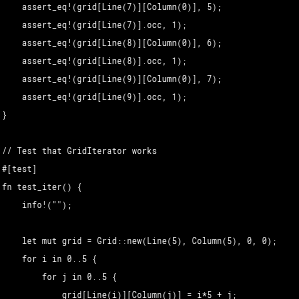 assert_eq!(grid[Line(7)][Column(0)], 5);
    assert_eq!(grid[Line(7)].occ, 1);
    assert_eq!(grid[Line(8)][Column(0)], 6);
    assert_eq!(grid[Line(8)].occ, 1);
    assert_eq!(grid[Line(9)][Column(0)], 7);
    assert_eq!(grid[Line(9)].occ, 1);
}

// Test that GridIterator works
#[test]
fn test_iter() {
    info!("");

    let mut grid = Grid::new(Line(5), Column(5), 0, 0);
    for i in 0..5 {
        for j in 0..5 {
            grid[Line(i)][Column(j)] = i*5 + j;